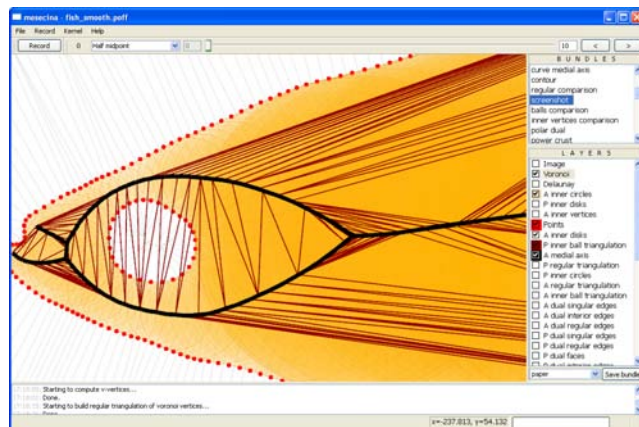 mesecina - fish_smooth.poff
File Record Kernel Help
Record 0 Half midpoint 0 10 < >
BUNDLES
curve medial axis
contour
regular comparison
screenshot
balls comparison
inner vertices comparison
polar dual
power crust
LAYERS
Image
Voronoi
Delaunay
A inner circles
P inner disks
A inner vertices
Points
A inner disks
P inner ball triangulation
A medial axis
P regular triangulation
P inner circles
A regular triangulation
A inner ball triangulation
A dual singular edges
A dual interior edges
A dual regular edges
P dual singular edges
P dual regular edges
P dual faces
paper Save bundle
Starting to compute v-vertices...
Done.
Starting to build regular triangulation of voronoi vertices...
x=-237.813, y=54.132